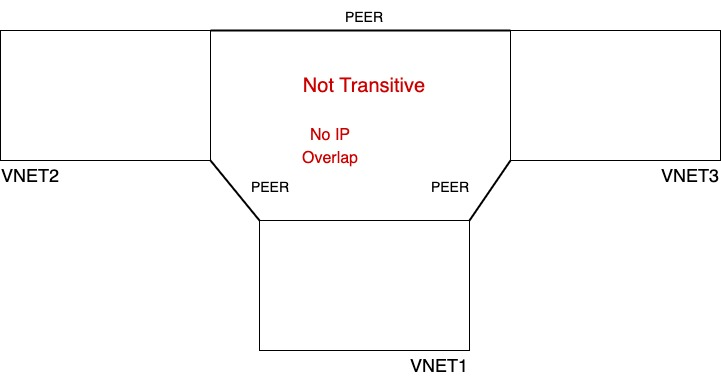 PEER
Not Transitive
No IP
Overlap
VNET2
VNET3
PEER
PEER
VNET1